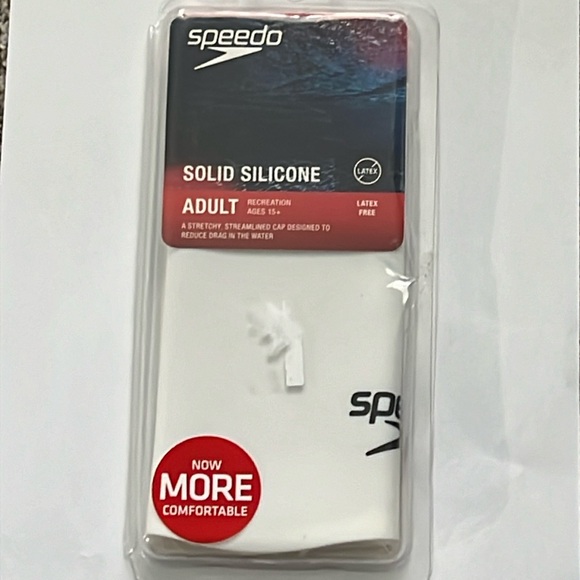 speedo
SOLID SILICONE
LATEX
ADULT
RECREATION
AGES 15+
LATEX
FREE
A STRETCHY, STREAMLINED CAP DESIGNED TO
REDUCE DRAG IN THE WATER
spe
NOW
MORE
COMFORTABLE